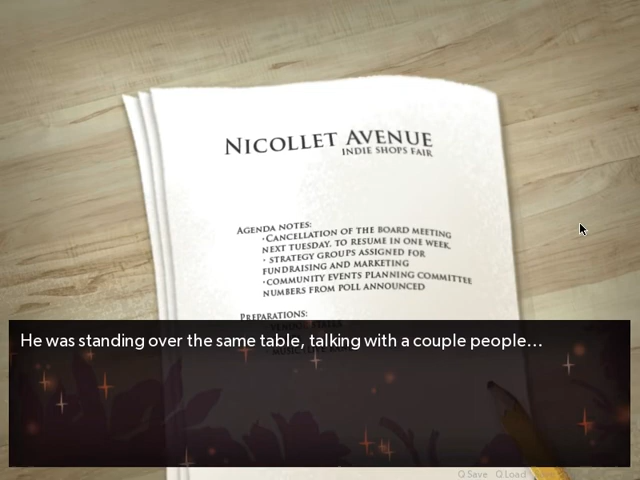 NICOLLET AVENUE
INDIE SHOPS FAIR
AGENDA NOTES:
·CANCELLATION OF THE BOARD MEETING
NEXT TUESDAY. TO RESUME IN ONE WEEK.
· STRATEGY GROUPS ASSIGNED FOR
FUNDRAISING AND MARKETING
·COMMUNITY EVENTS PLANNING COMMITTEE
NUMBERS FROM POLL ANNOUNCED
PREPARATIONS:
He was standing over the same table, talking with a couple people…
Q Save Q Load